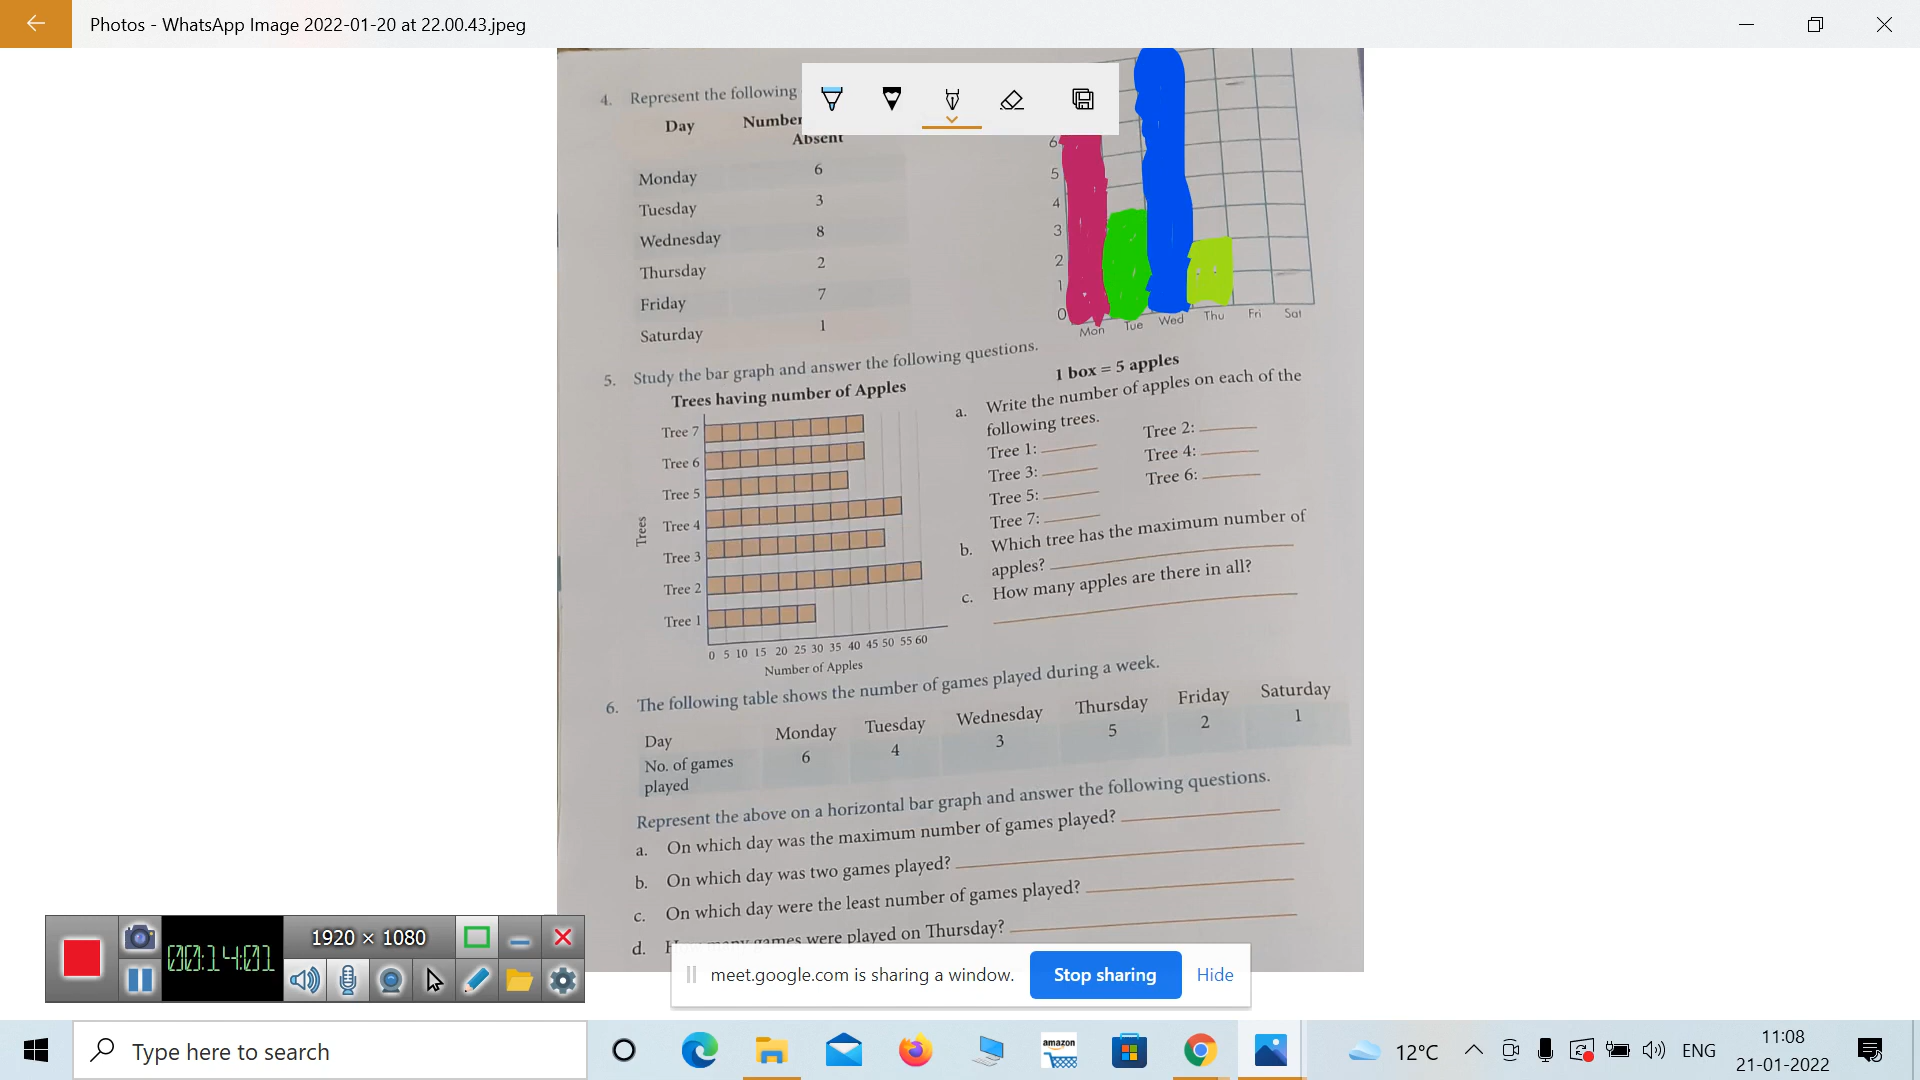 Photos - WhatsApp Image 2022-01-20 at 22.00.43.jpeg
4. Represent the following
Day Number
Absent
Monday 6
Tuesday 3
Wednesday 8
Thursday 2
Friday 7
Saturday 1
6
5
4
3
2
1
0
Mon Tue Wed Thu Fri Sat
5. Study the bar graph and answer the following questions.
Trees having number of Apples
Tree 7
Tree 6
Tree 5
Tree 4
Tree 3
Tree 2
Tree 1
Trees
0 5 10 15 20 25 30 35 40 45 50 55 60
Number of Apples
1 box = 5 apples
a. Write the number of apples on each of the
following trees.
Tree 1: Tree 2:
Tree 3: Tree 4:
Tree 5: Tree 6:
Tree 7:
b. Which tree has the maximum number of
apples?
c. How many apples are there in all?
6. The following table shows the number of games played during a week.
Day Monday Tuesday Wednesday Thursday Friday Saturday
No. of games played 6 4 3 5 2 1
Represent the above on a horizontal bar graph and answer the following questions.
a. On which day was the maximum number of games played?
b. On which day was two games played?
c. On which day were the least number of games played?
d. games were played on Thursday?
00:14:01
1920 × 1080
meet.google.com is sharing a window.
Stop sharing
Hide
Type here to search
amazon
12°C
ENG
11:08
21-01-2022